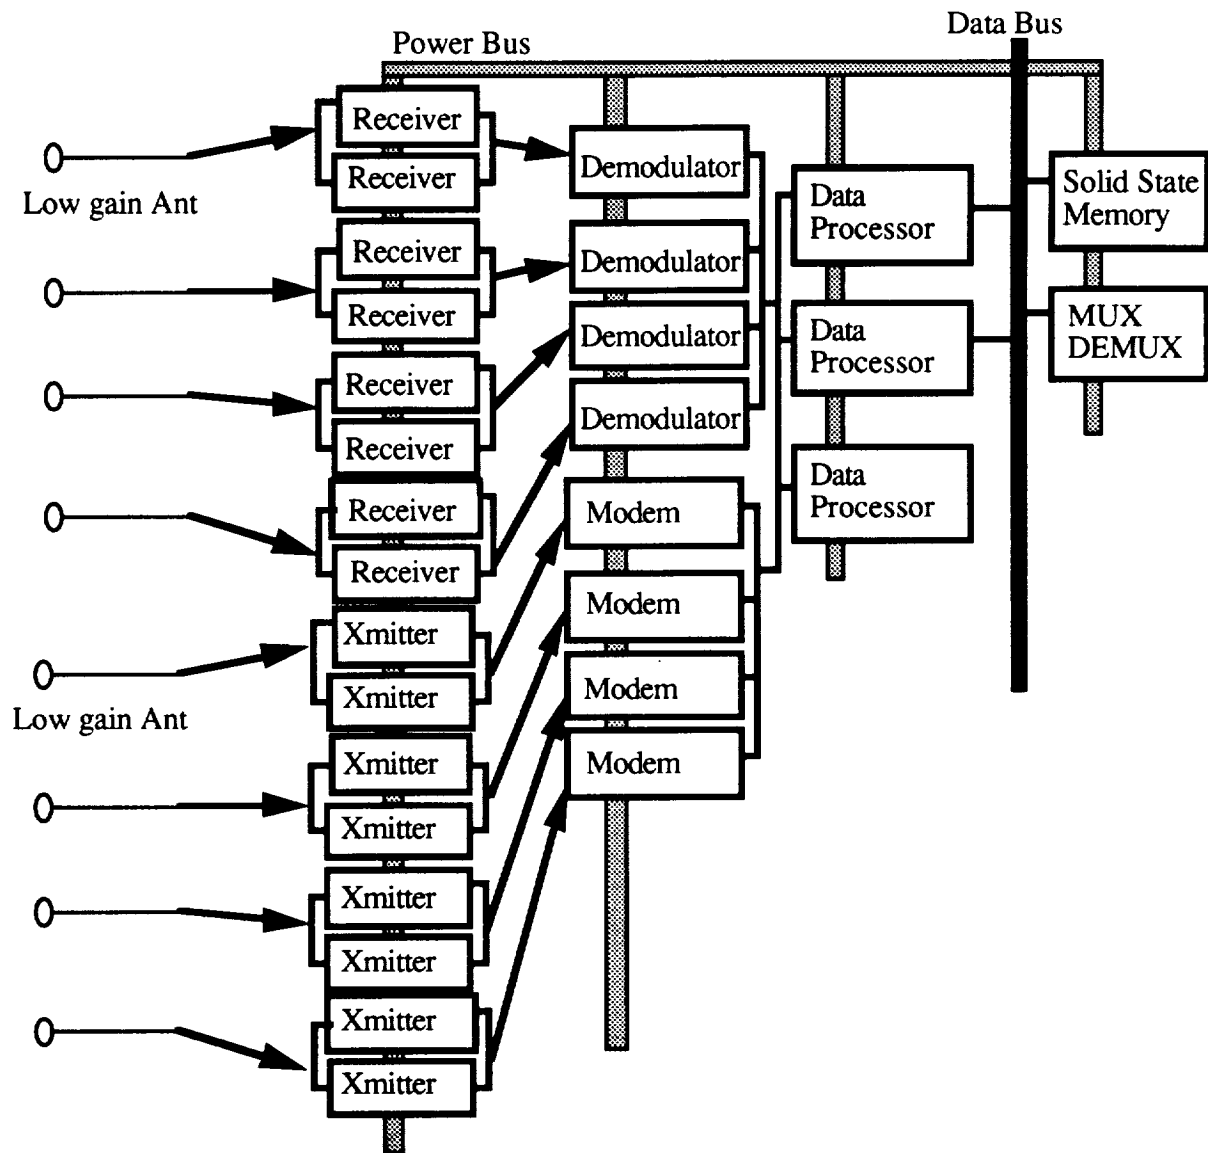 Data Bus
Power Bus
Receiver
Receiver
Low gain Ant
Receiver
Receiver
Receiver
Receiver
Receiver
Receiver
Xmitter
Xmitter
Low gain Ant
Xmitter
Xmitter
Xmitter
Xmitter
Xmitter
Xmitter
Demodulator
Demodulator
Demodulator
Demodulator
Modem
Modem
Modem
Modem
Data
Processor
Data
Processor
Data
Processor
Solid State
Memory
MUX
DEMUX